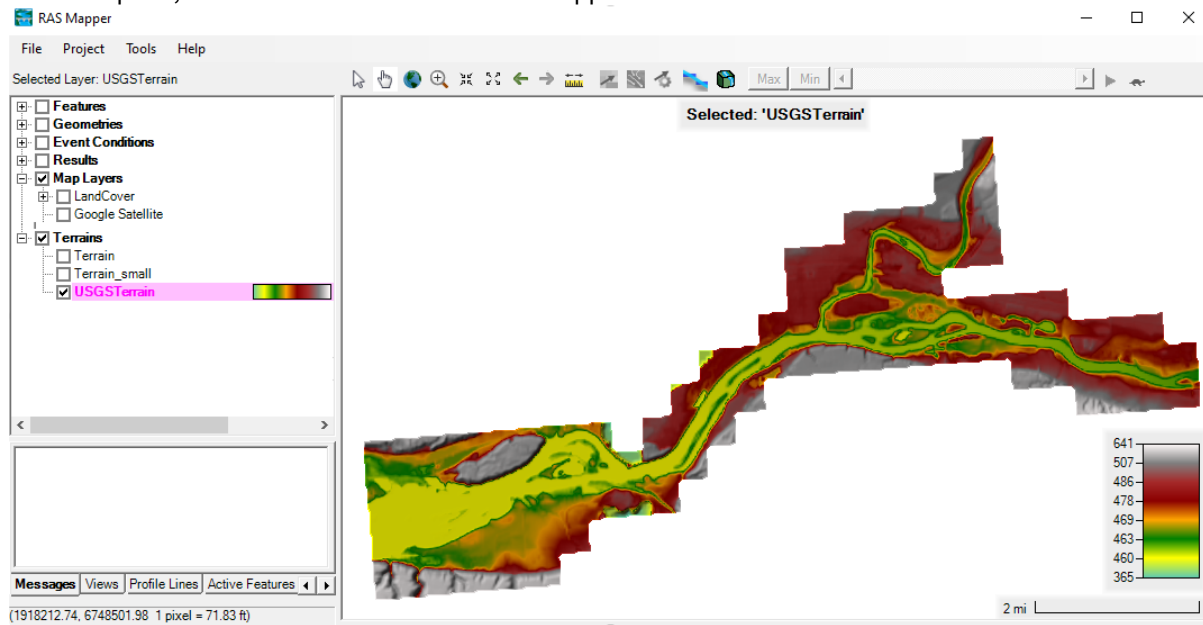 RAS Mapper
File Project Tools Help
Selected Layer: USGSTerrain
Max Min
Features
Geometries
Event Conditions
Results
Map Layers
LandCover
Google Satellite
Terrains
Terrain
Terrain_small
USGSTerrain
Selected: 'USGSTerrain'
641
507
486
478
469
463
460
365
2 mi
Messages Views Profile Lines Active Features
(1918212.74, 6748501.98 1 pixel = 71.83 ft)